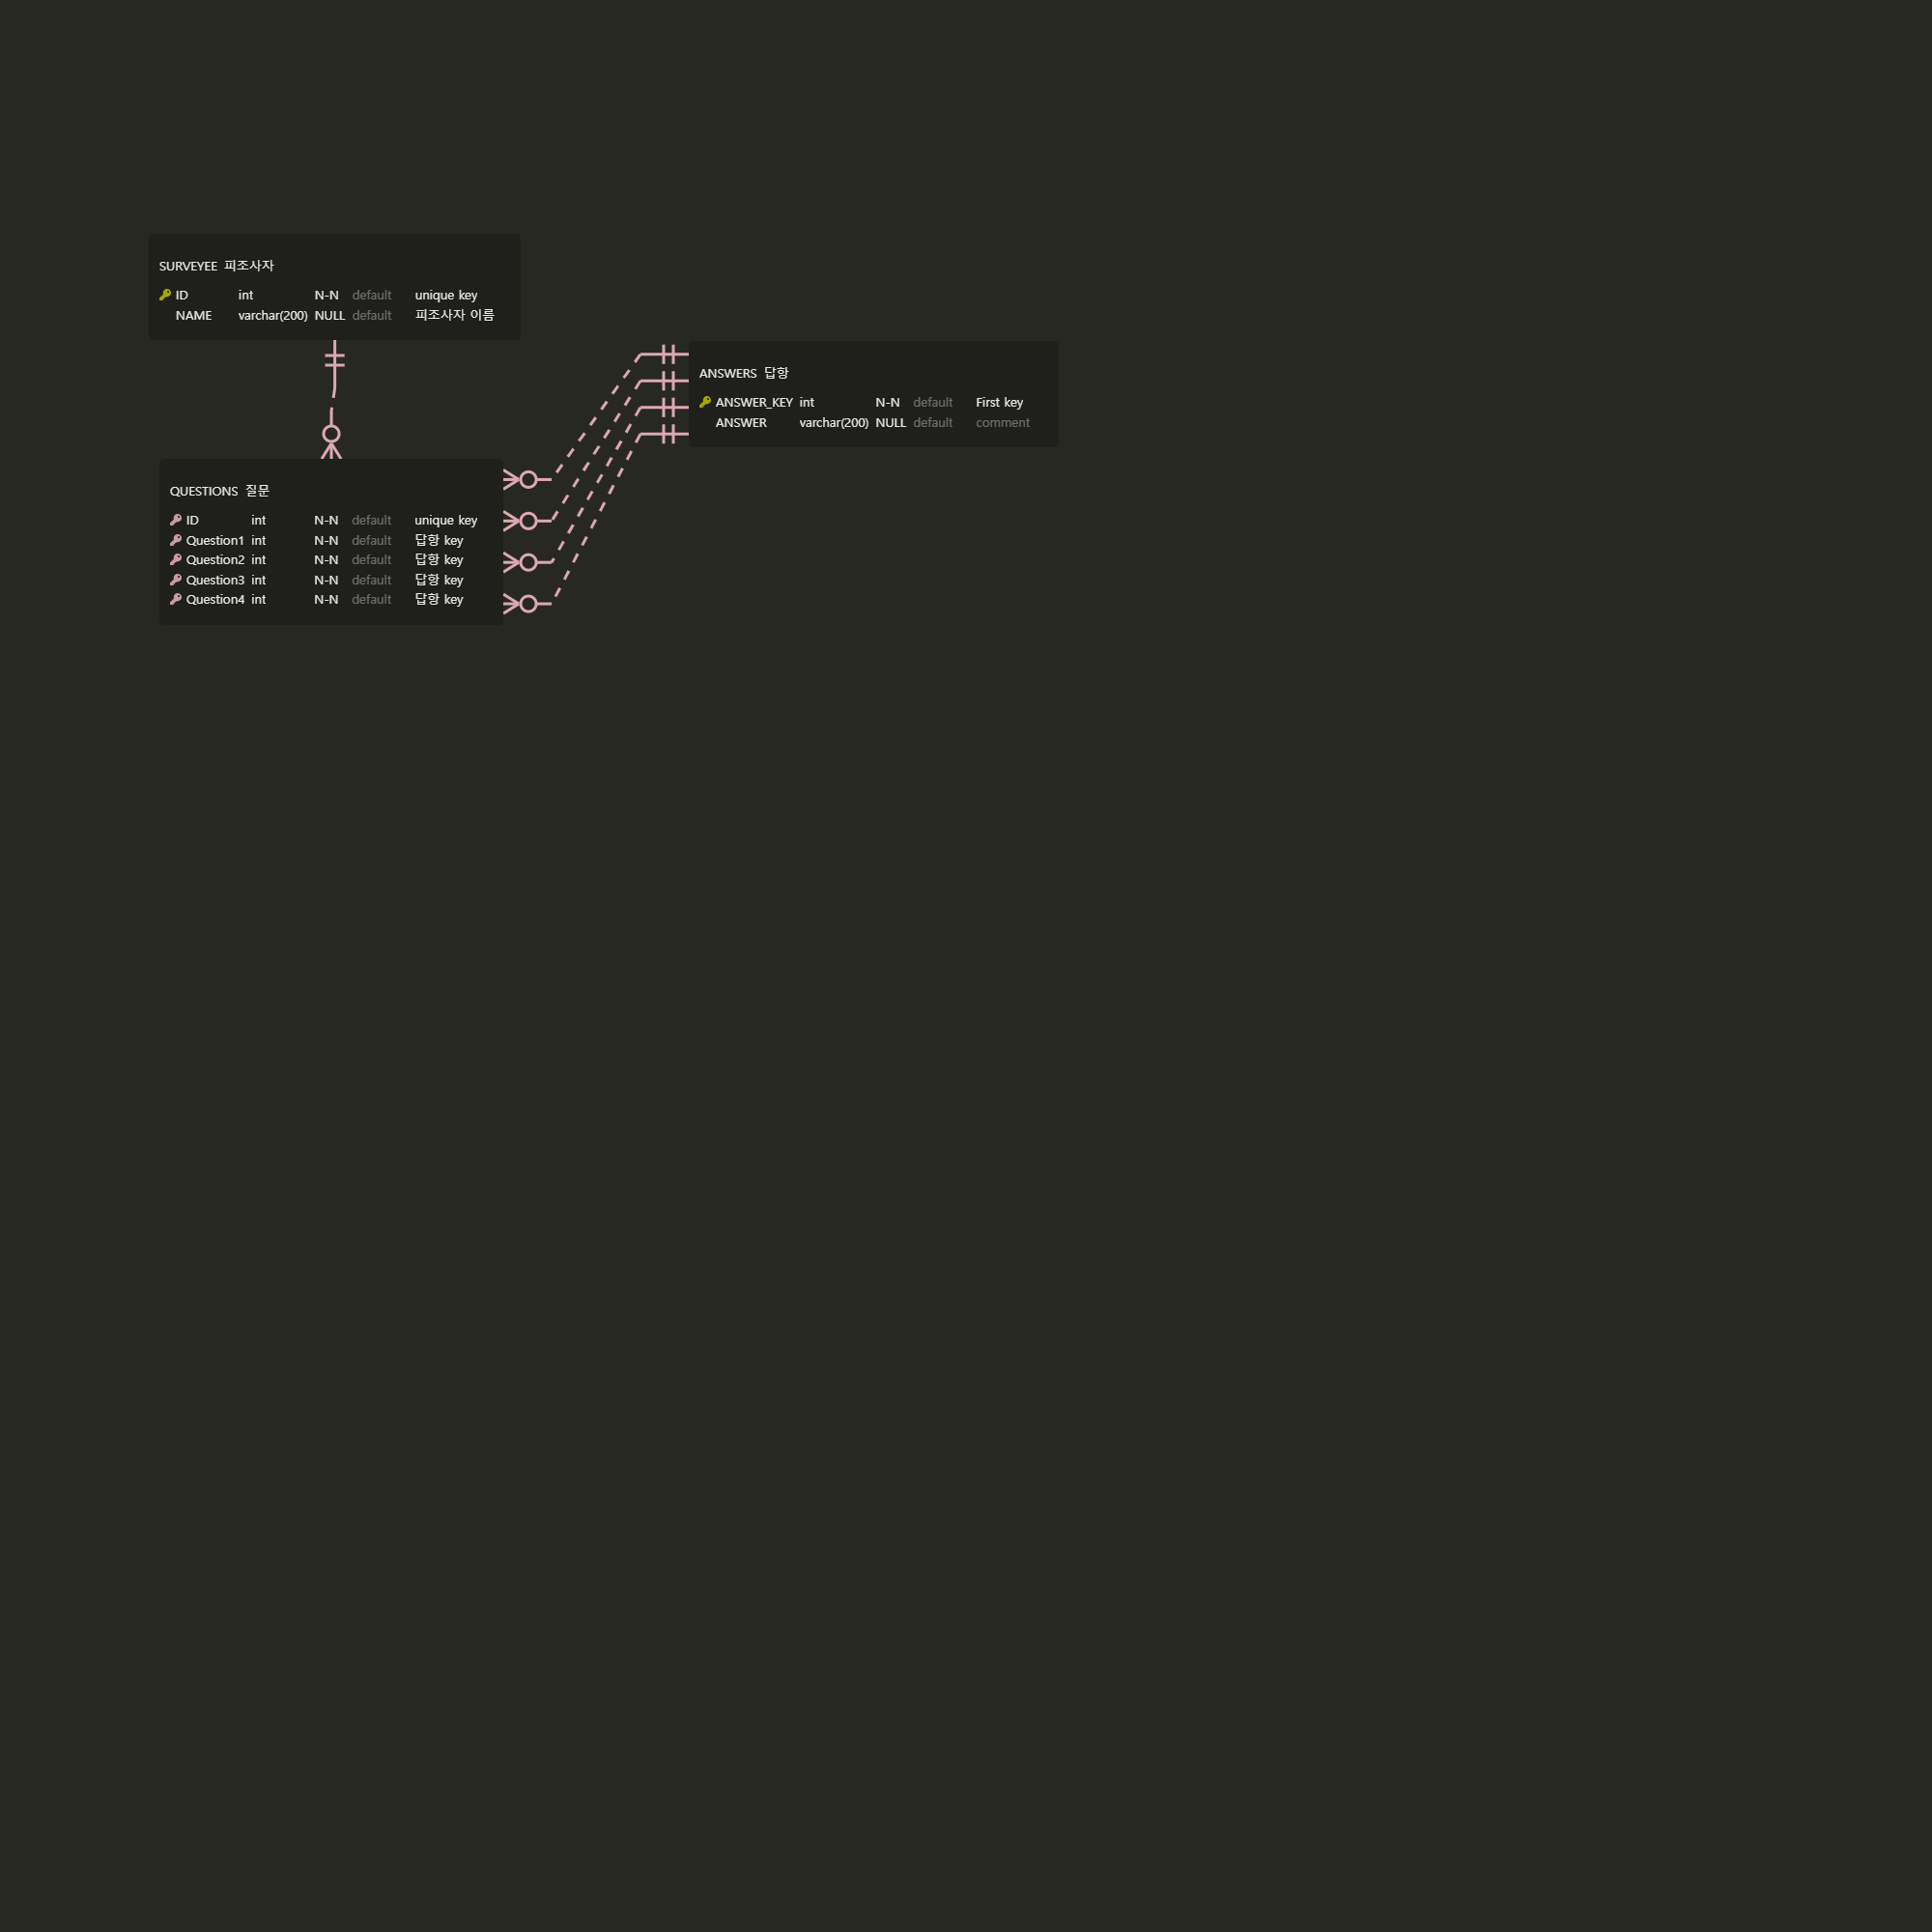 SURVEYEE 피조사자
ID int N-N default unique key
NAME varchar(200) NULL default 피조사자 이름
ANSWERS 답항
ANSWER_KEY int N-N default First key
ANSWER varchar(200) NULL default comment
QUESTIONS 질문
ID int N-N default unique key
Question1 int N-N default 답항 key
Question2 int N-N default 답항 key
Question3 int N-N default 답항 key
Question4 int N-N default 답항 key